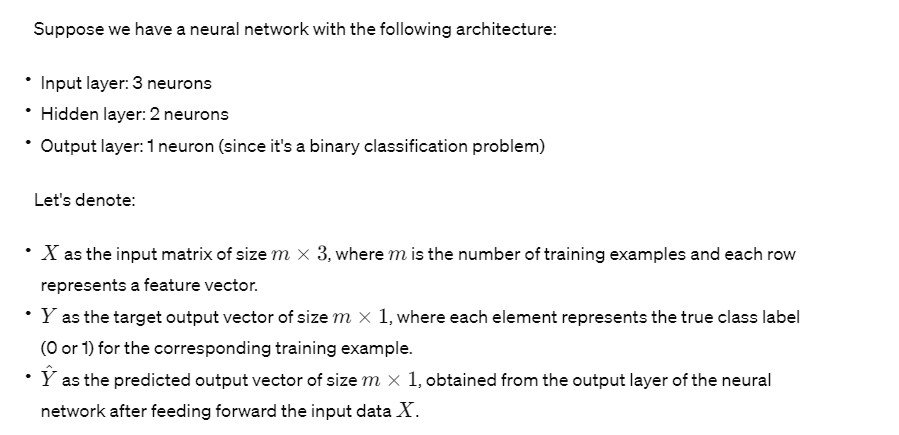 Suppose we have a neural network with the following architecture:
• Input layer: 3 neurons
• Hidden layer: 2 neurons
• Output layer: 1 neuron (since it's a binary classification problem)
Let's denote:
• X as the input matrix of size m × 3, where m is the number of training examples and each row
represents a feature vector.
• Y as the target output vector of size m × 1, where each element represents the true class label
(0 or 1) for the corresponding training example.
• Ŷ as the predicted output vector of size m × 1, obtained from the output layer of the neural
network after feeding forward the input data X.